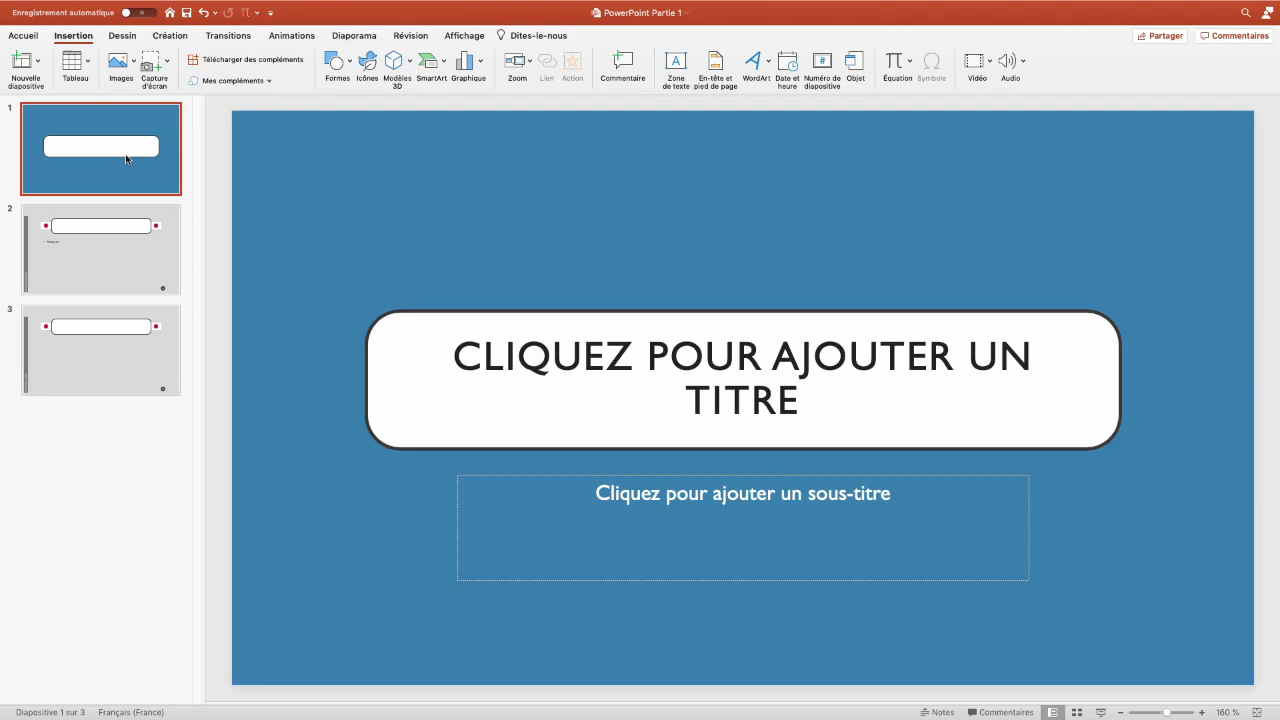 Enregistrement automatique
PowerPoint Partie 1
Accueil Insertion Dessin Création Transitions Animations Diaporama Révision Affichage Dites-le-nous Partager Commentaires
Nouvelle diapositive
Tableau
Images
Capture d'écran
Télécharger des compléments
Mes compléments
Formes
Icônes
Modèles 3D
SmartArt
Graphique
Zoom
Lien
Action
Commentaire
Zone de texte
En-tête et pied de page
WordArt
Date et heure
Numéro de diapositive
Objet
Équation
Symbole
Vidéo
Audio
1
2
3
CLIQUEZ POUR AJOUTER UN
TITRE
Cliquez pour ajouter un sous-titre
Diapositive 1 sur 3 Français (France) Notes Commentaires 160 %